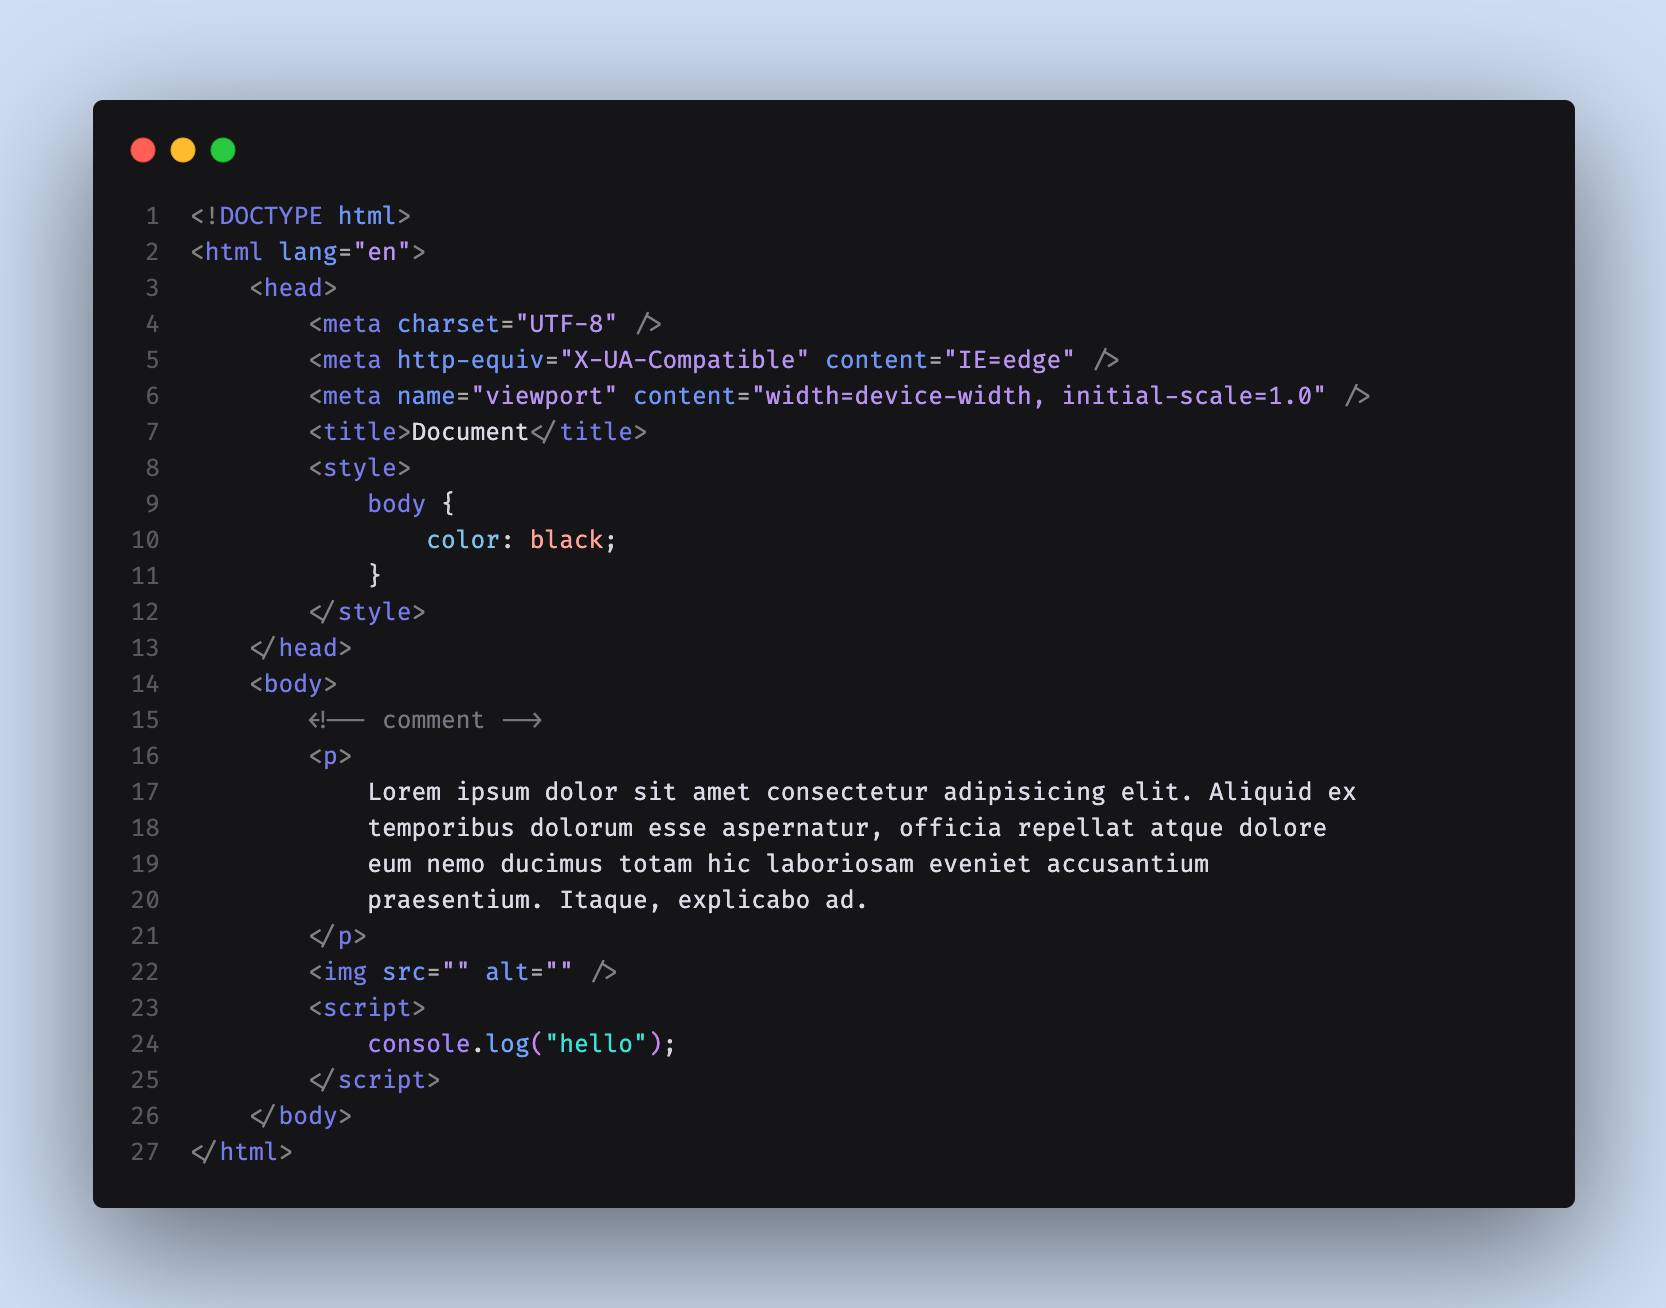 1 <!DOCTYPE html>
2 <html lang="en">
3     <head>
4         <meta charset="UTF-8" />
5         <meta http-equiv="X-UA-Compatible" content="IE=edge" />
6         <meta name="viewport" content="width=device-width, initial-scale=1.0" />
7         <title>Document</title>
8         <style>
9             body {
10                 color: black;
11             }
12         </style>
13     </head>
14     <body>
15         <!-- comment -->
16         <p>
17             Lorem ipsum dolor sit amet consectetur adipisicing elit. Aliquid ex
18             temporibus dolorum esse aspernatur, officia repellat atque dolore
19             eum nemo ducimus totam hic laboriosam eveniet accusantium
20             praesentium. Itaque, explicabo ad.
21         </p>
22         <img src="" alt="" />
23         <script>
24             console.log("hello");
25         </script>
26     </body>
27 </html>